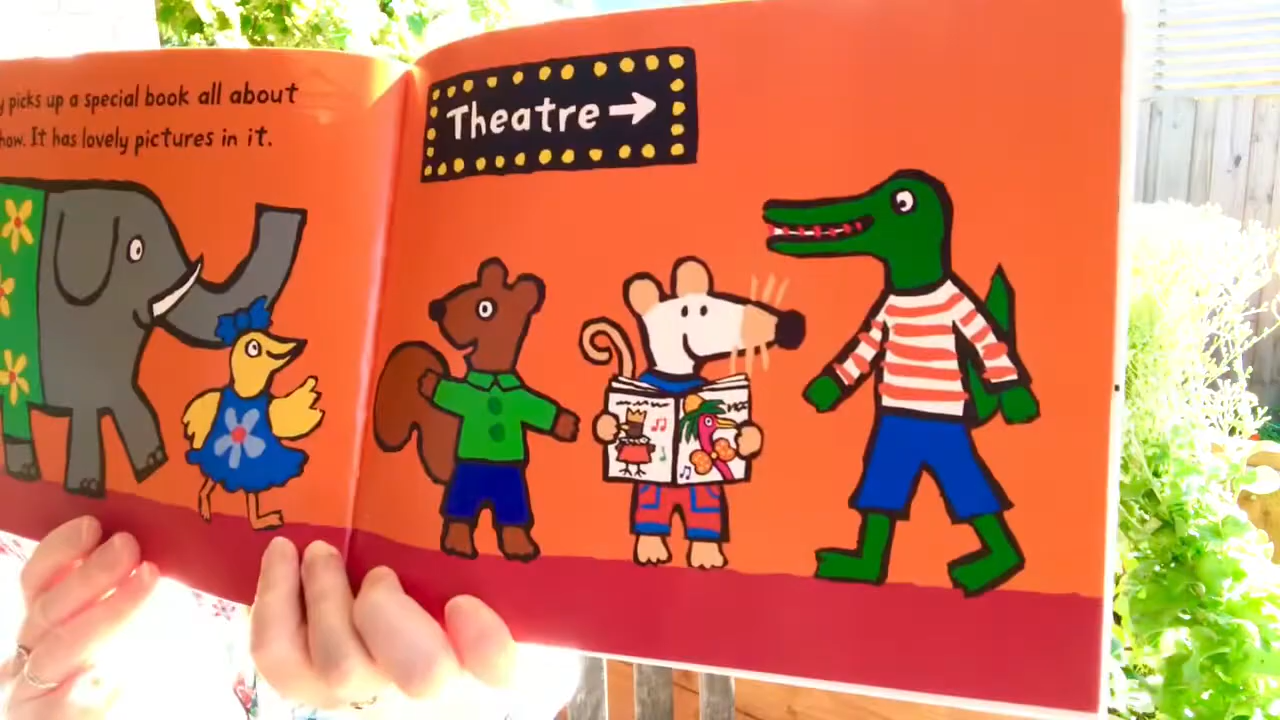 y picks up a special book all about
how. It has lovely pictures in it.
Theatre →